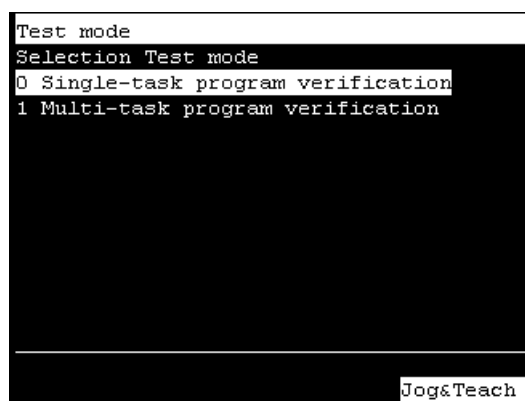 Test mode
Selection Test mode
0 Single-task program verification
1 Multi-task program verification
Jog&Teach